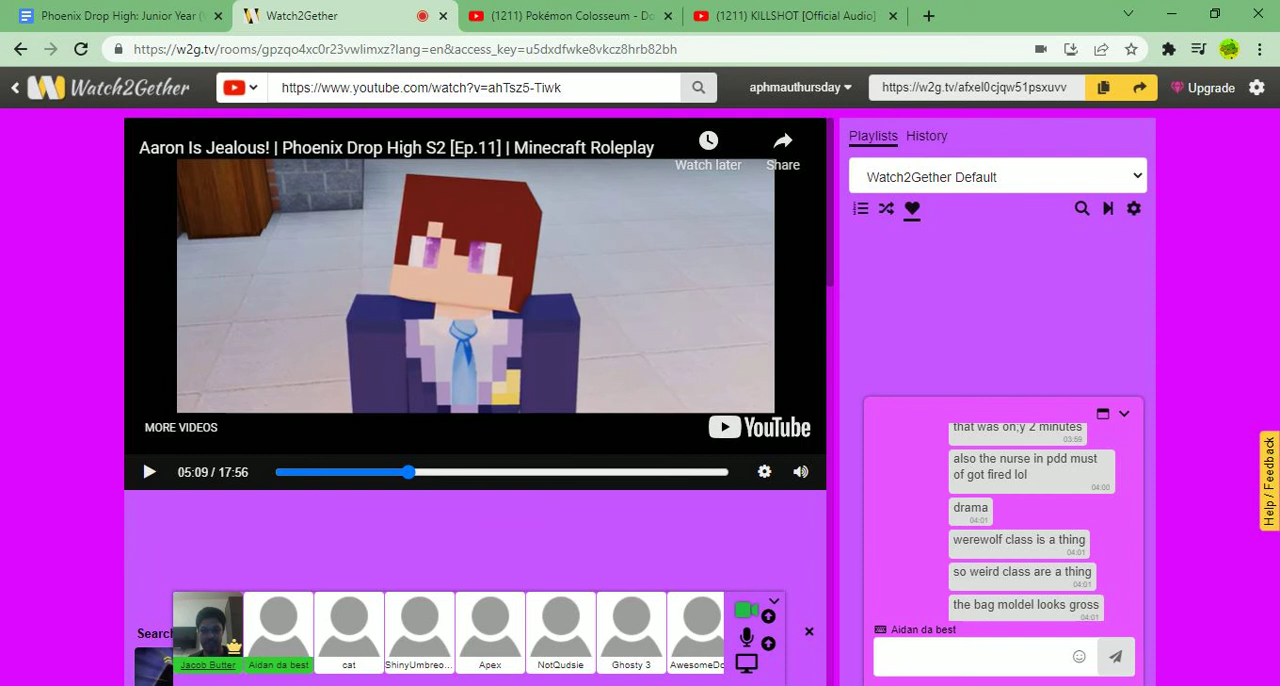 Phoenix Drop High: Junior Year (
Watch2Gether
(1211) Pokémon Colosseum - Do
(1211) KILLSHOT [Official Audio]
https://w2g.tv/rooms/gpzqo4xc0r23vwlimxz?lang=en&access_key=u5dxdfwke8vkcz8hrb82bh
Watch2Gether
https://www.youtube.com/watch?v=ahTsz5-Tiwk
aphmauthursday
https://w2g.tv/afxel0cjqw51psxuvv
Upgrade
Aaron Is Jealous! | Phoenix Drop High S2 [Ep.11] | Minecraft Roleplay
Watch later
Share
MORE VIDEOS
YouTube
05:09 / 17:56
Playlists History
Watch2Gether Default
that was on,y 2 minutes
03:59
also the nurse in pdd must
of got fired lol
04:00
drama
04:01
werewolf class is a thing
04:01
so weird class are a thing
04:01
the bag moldel looks gross
04:01
Aidan da best
Help / Feedback
Search
Jacob Butter
Aidan da best
cat
ShinyUmbreo...
Apex
NotQudsie
Ghosty 3
AwesomeDo